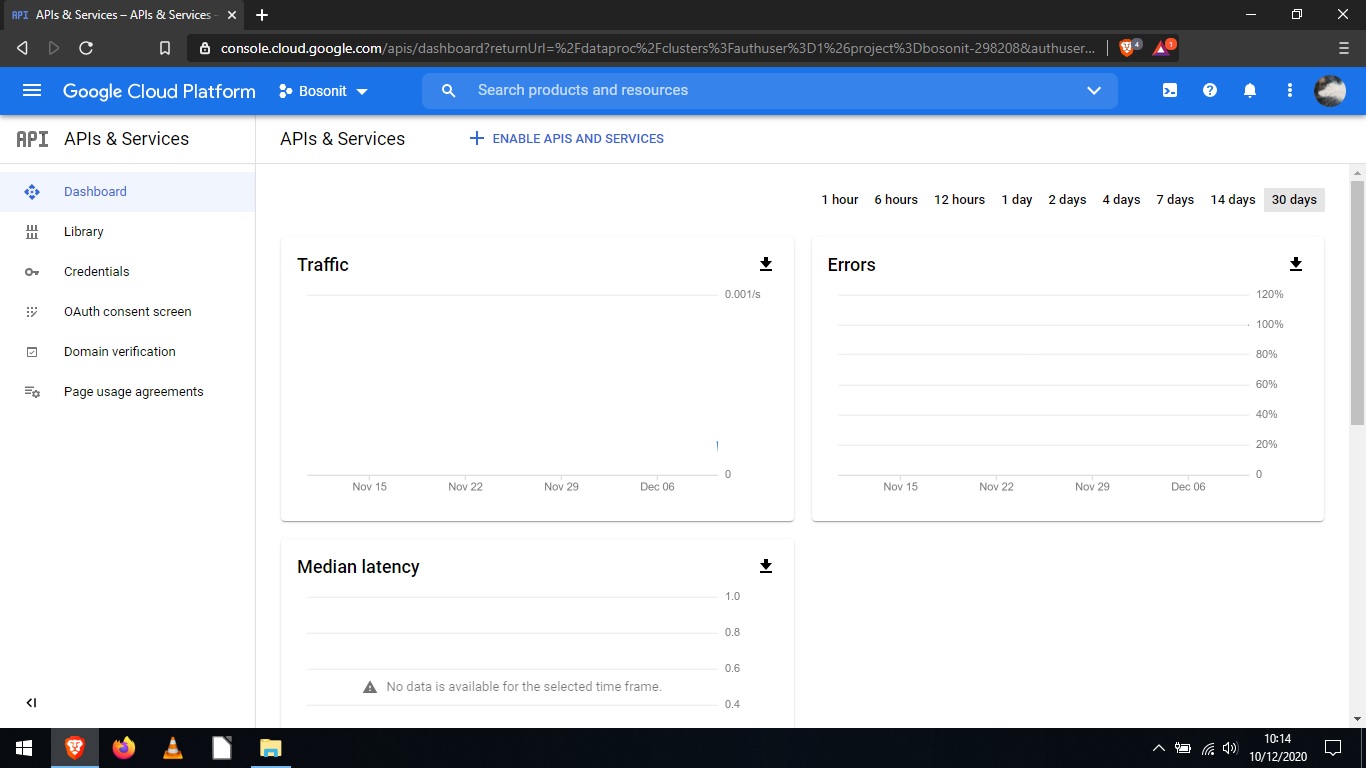 API APIs & Services – APIs & Services -
console.cloud.google.com/apis/dashboard?returnUrl=%2Fdataproc%2Fclusters%3Fauthuser%3D1%26project%3Dbosonit-298208&authuser...
4
1
Google Cloud Platform
Bosonit
Search products and resources
API APIs & Services
APIs & Services
ENABLE APIS AND SERVICES
Dashboard
Library
Credentials
OAuth consent screen
Domain verification
Page usage agreements
1 hour 6 hours 12 hours 1 day 2 days 4 days 7 days 14 days 30 days
Traffic
0.001/s
0
Nov 15 Nov 22 Nov 29 Dec 06
Errors
120%
100%
80%
60%
40%
20%
0
Nov 15 Nov 22 Nov 29 Dec 06
Median latency
1.0
0.8
0.6
No data is available for the selected time frame.
0.4
10:14
10/12/2020